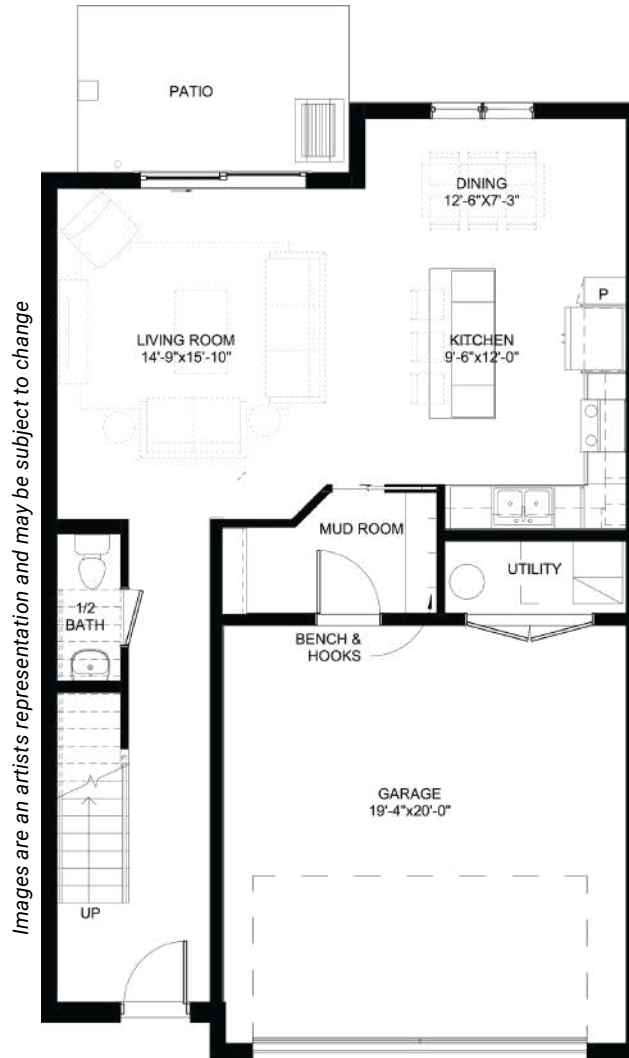 PATIO
DINING
12'-6"X7'-3"
P
LIVING ROOM
14'-9"x15'-10"
KITCHEN
9'-6"x12'-0"
MUD ROOM
UTILITY
1/2
BATH
BENCH &
HOOKS
GARAGE
19'-4"x20'-0"
UP
Images are an artists representation and may be subject to change